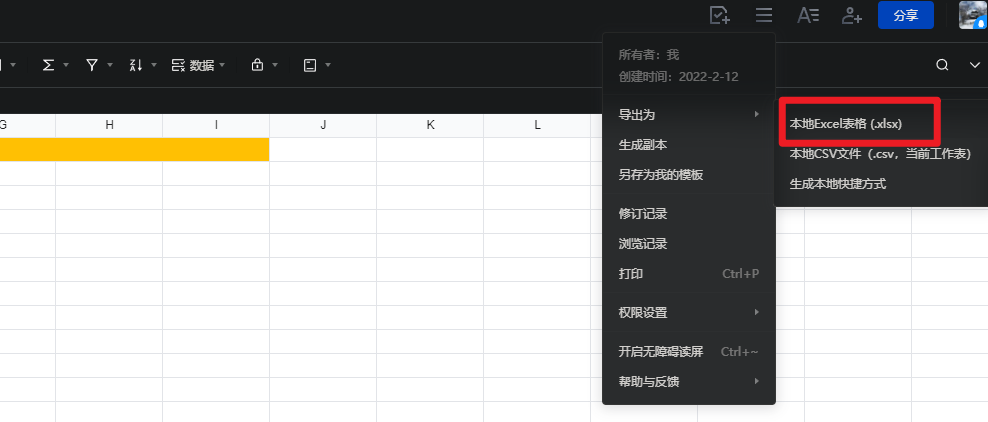 分享
所有者：我
创建时间：2022-2-12
数据
G H I J K L
导出为
本地Excel表格 (.xlsx)
生成副本
本地CSV文件（.csv，当前工作表）
另存为我的模板
生成本地快捷方式
修订记录
浏览记录
打印 Ctrl+P
权限设置
开启无障碍读屏 Ctrl+~
帮助与反馈